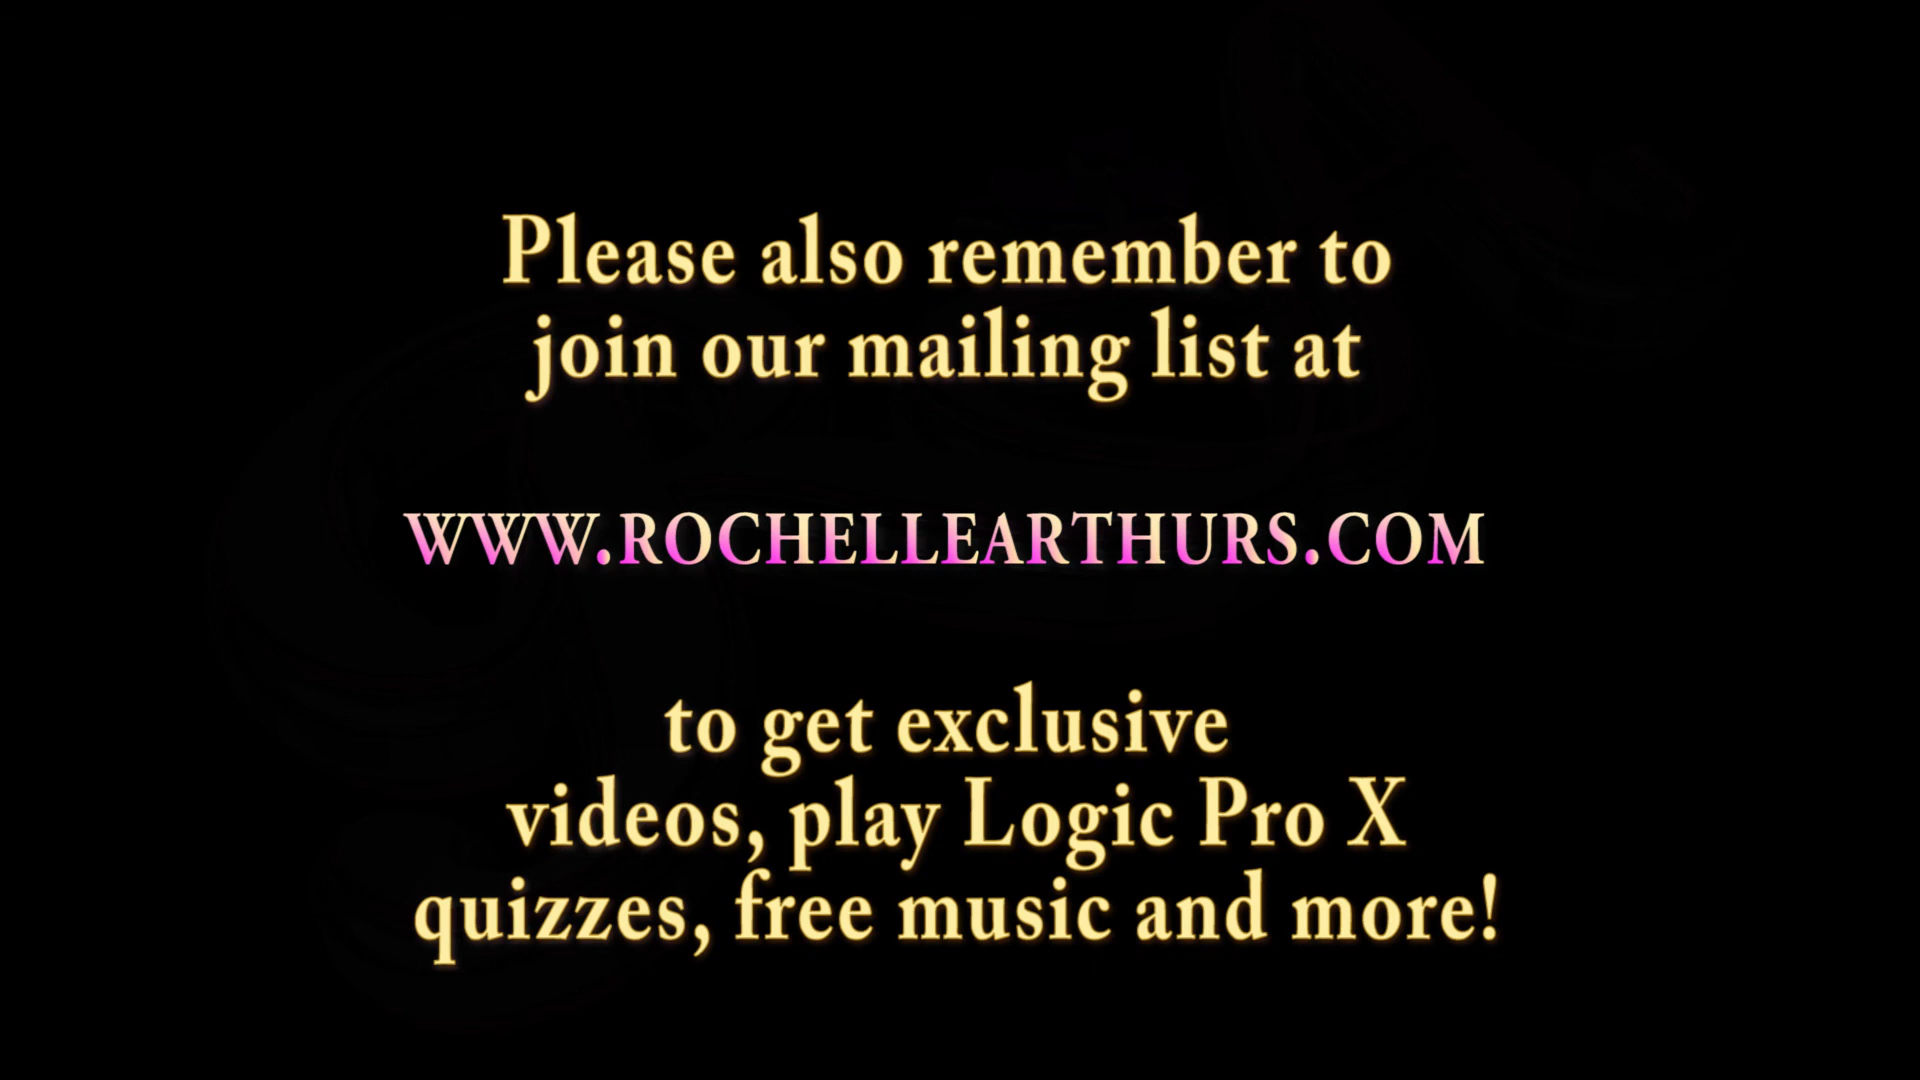 Please also remember to
join our mailing list at
WWW.ROCHELLEARTHURS.COM
to get exclusive
videos, play Logic Pro X
quizzes, free music and more!